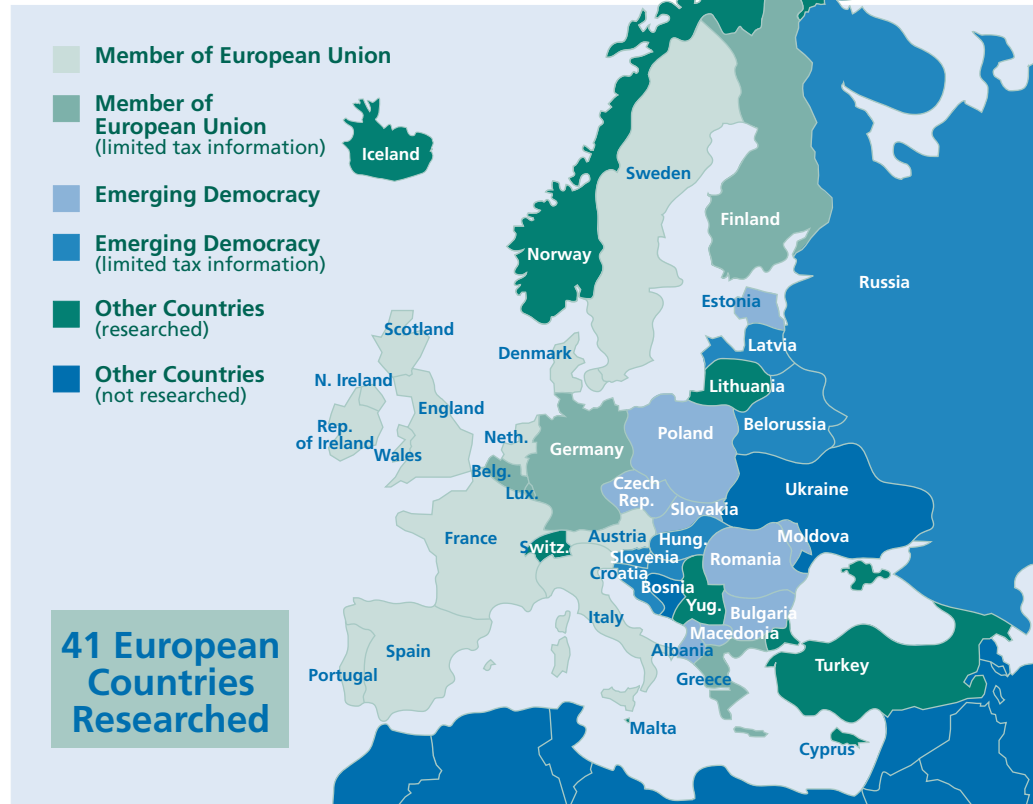 Member of European Union
Member of
European Union
(limited tax information)
Emerging Democracy
Emerging Democracy
(limited tax information)
Other Countries
(researched)
Other Countries
(not researched)
Iceland
Sweden
Finland
Norway
Russia
Estonia
Latvia
Lithuania
Belorussia
Scotland
Denmark
N. Ireland
England
Rep.
of Ireland
Wales
Neth.
Germany
Poland
Belg.
Lux.
Czech
Rep.
Slovakia
Ukraine
France
Switz.
Austria
Hung.
Moldova
Slovenia
Romania
Croatia
Bosnia
Yug.
Italy
Bulgaria
Macedonia
Albania
Greece
Turkey
Spain
Portugal
Malta
Cyprus
41 European
Countries
Researched